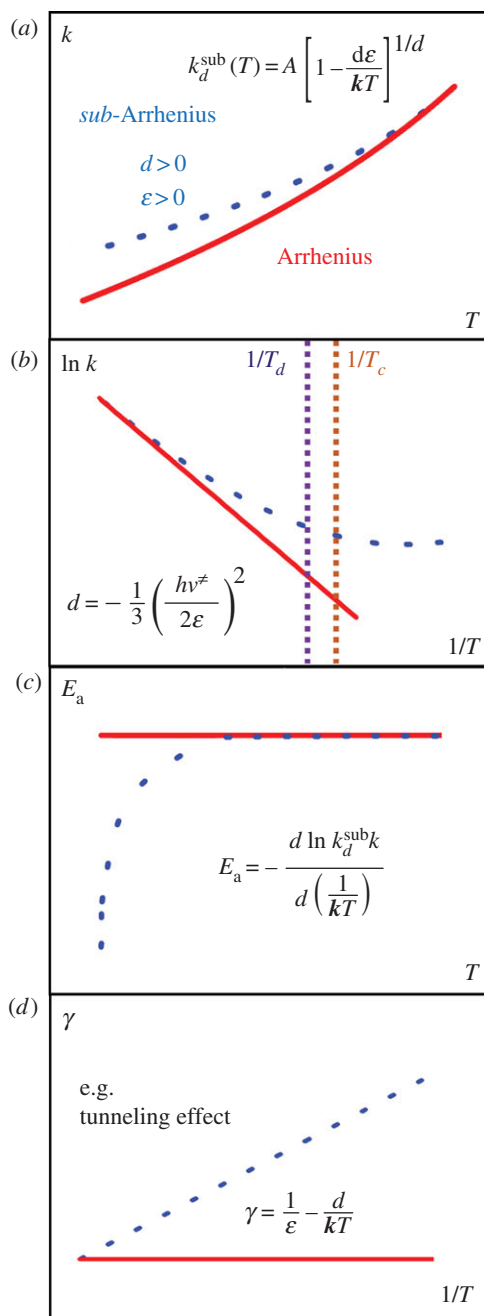 (a)
k
k_d^sub (T) = A [1 − dε/kT]^1/d
sub-Arrhenius
d > 0
ε > 0
Arrhenius
T
(b)
ln k
1/T_d
1/T_c
d = − 1/3 (hν^≠/2ε)^2
1/T
(c)
E_a
E_a = − d ln k_d^sub k / d (1/kT)
T
(d)
γ
e.g.
tunneling effect
γ = 1/ε − d/kT
1/T